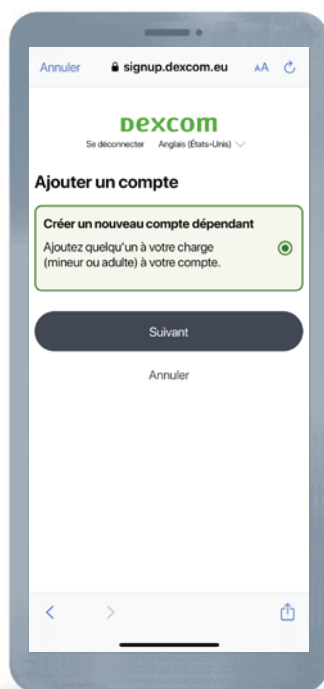 Annuler signup.dexcom.eu AA
Dexcom
Se déconnecter Anglais (États-Unis)
Ajouter un compte
Créer un nouveau compte dépendant
Ajoutez quelqu'un à votre charge
(mineur ou adulte) à votre compte.
Suivant
Annuler